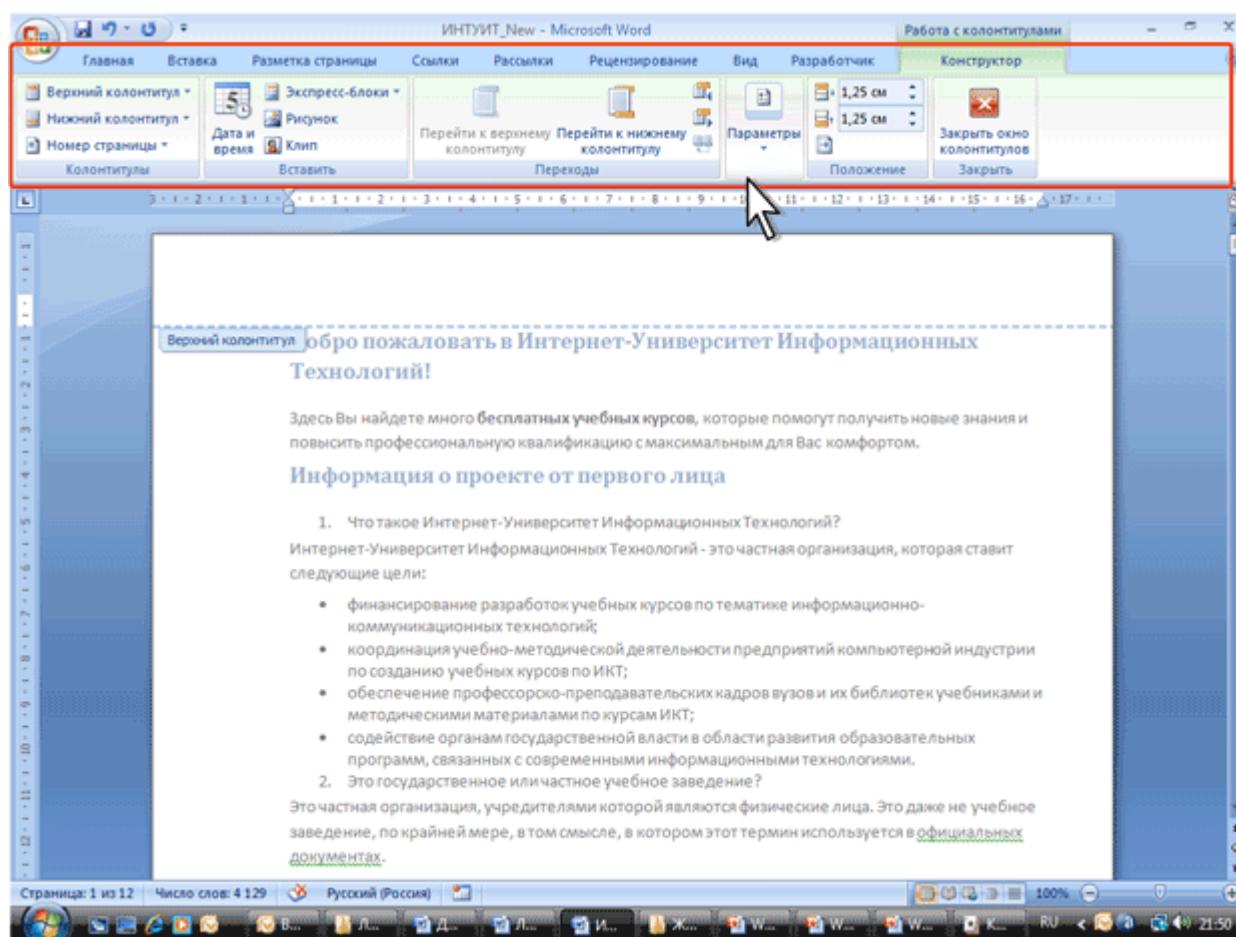 ИНТУИТ_New - Microsoft Word
Работа с колонтитулами
Главная Вставка Разметка страницы Ссылки Рассылки Рецензирование Вид Разработчик Конструктор
Верхний колонтитул
Нижний колонтитул
Номер страницы
Колонтитулы
5
Дата и
время
Экспресс-блоки
Рисунок
Клип
Вставить
Перейти к верхнему
колонтитулу
Перейти к нижнему
колонтитулу
Переходы
Параметры
1,25 см
1,25 см
Положение
Закрыть окно
колонтитулов
Закрыть
Верхний колонтитул
обро пожаловать в Интернет-Университет Информационных
Технологий!
Здесь Вы найдете много бесплатных учебных курсов, которые помогут получить новые знания и
повысить профессиональную квалификацию с максимальным для Вас комфортом.
Информация о проекте от первого лица
1. Что такое Интернет-Университет Информационных Технологий?
Интернет-Университет Информационных Технологий - это частная организация, которая ставит
следующие цели:
• финансирование разработок учебных курсов по тематике информационно-
коммуникационных технологий;
• координация учебно-методической деятельности предприятий компьютерной индустрии
по созданию учебных курсов по ИКТ;
• обеспечение профессорско-преподавательских кадров вузов и их библиотек учебниками и
методическими материалами по курсам ИКТ;
• содействие органам государственной власти в области развития образовательных
программ, связанных с современными информационными технологиями.
2. Это государственное или частное учебное заведение?
Это частная организация, учредителями которой являются физические лица. Это даже не учебное
заведение, по крайней мере, в том смысле, в котором этот термин используется в официальных
документах.
Страница: 1 из 12 Число слов: 4 129 Русский (Россия) 100%
В... Л... Д... Л... И... Ж... W... W... W... К... RU 21:50